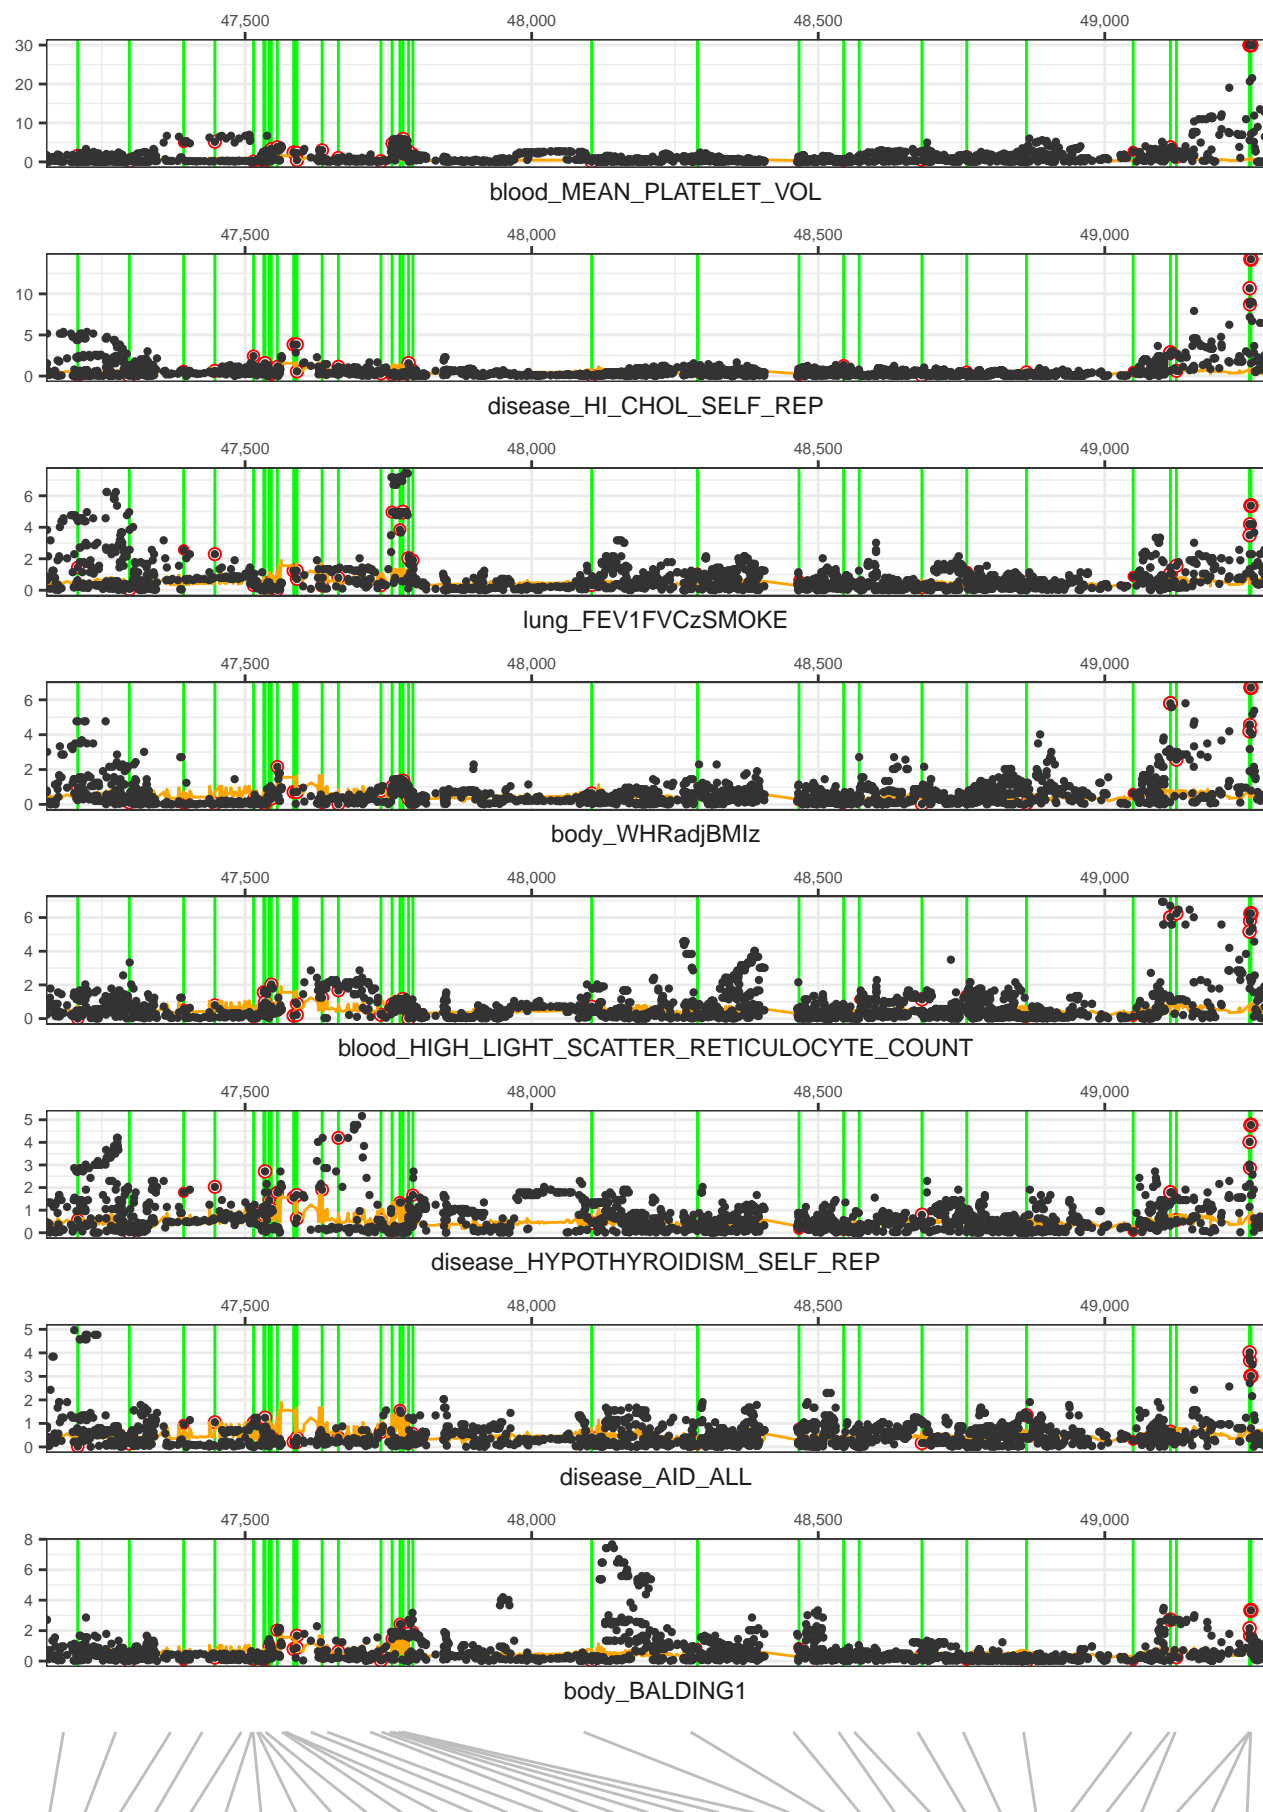 47,500 48,000 48,500 49,000
30
20
10
0
blood_MEAN_PLATELET_VOL
47,500 48,000 48,500 49,000
10
5
0
disease_HI_CHOL_SELF_REP
47,500 48,000 48,500 49,000
6
4
2
0
lung_FEV1FVCzSMOKE
47,500 48,000 48,500 49,000
6
4
2
0
body_WHRadjBMIz
47,500 48,000 48,500 49,000
6
4
2
0
blood_HIGH_LIGHT_SCATTER_RETICULOCYTE_COUNT
47,500 48,000 48,500 49,000
5
4
3
2
1
0
disease_HYPOTHYROIDISM_SELF_REP
47,500 48,000 48,500 49,000
5
4
3
2
1
0
disease_AID_ALL
47,500 48,000 48,500 49,000
8
6
4
2
0
body_BALDING1